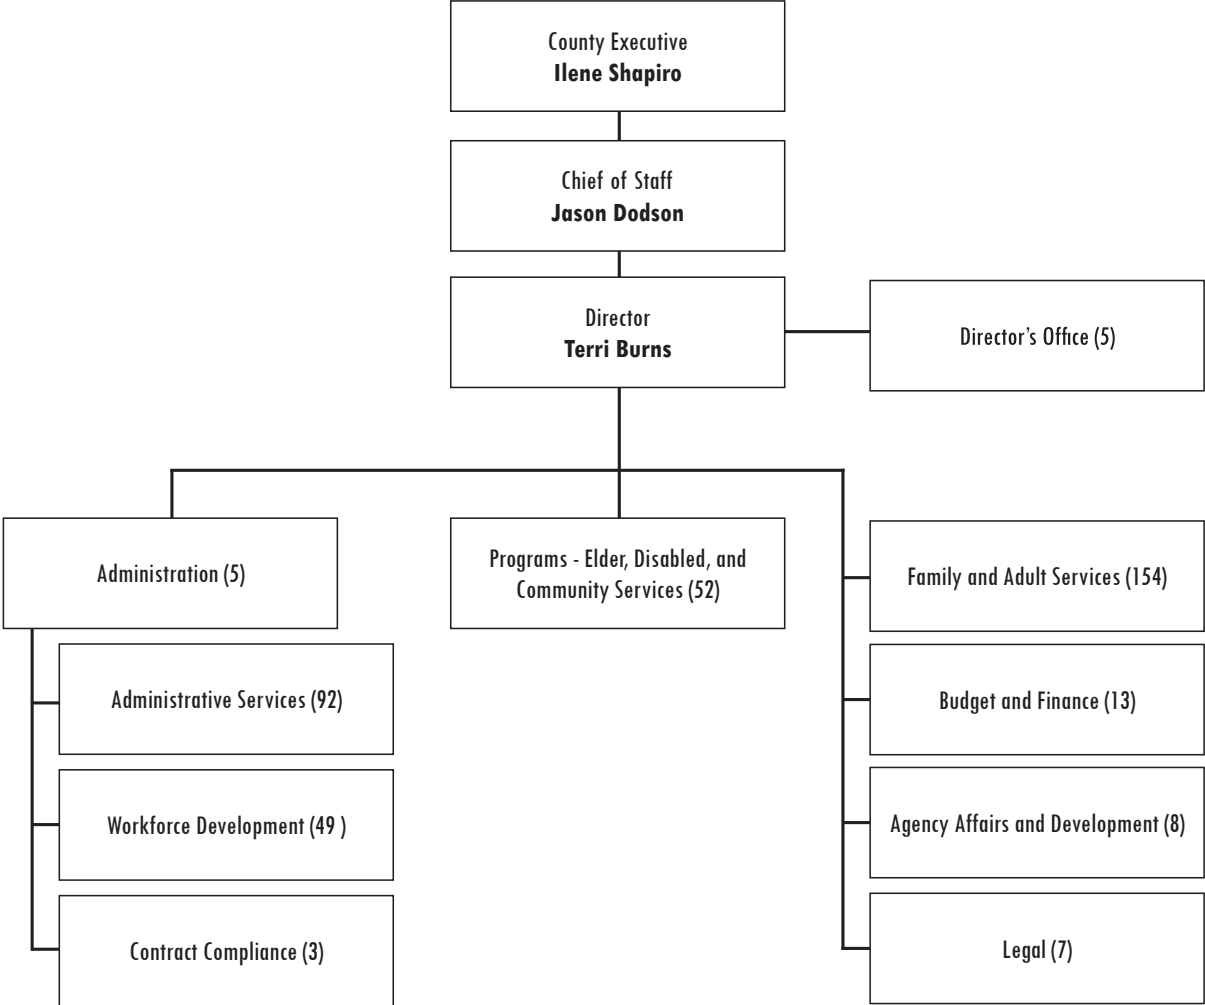 County Executive
Ilene Shapiro
Chief of Staff
Jason Dodson
Director
Terri Burns
Director’s Office (5)
Administration (5)
Programs - Elder, Disabled, and
Community Services (52)
Family and Adult Services (154)
Administrative Services (92)
Budget and Finance (13)
Workforce Development (49 )
Agency Affairs and Development (8)
Contract Compliance (3)
Legal (7)